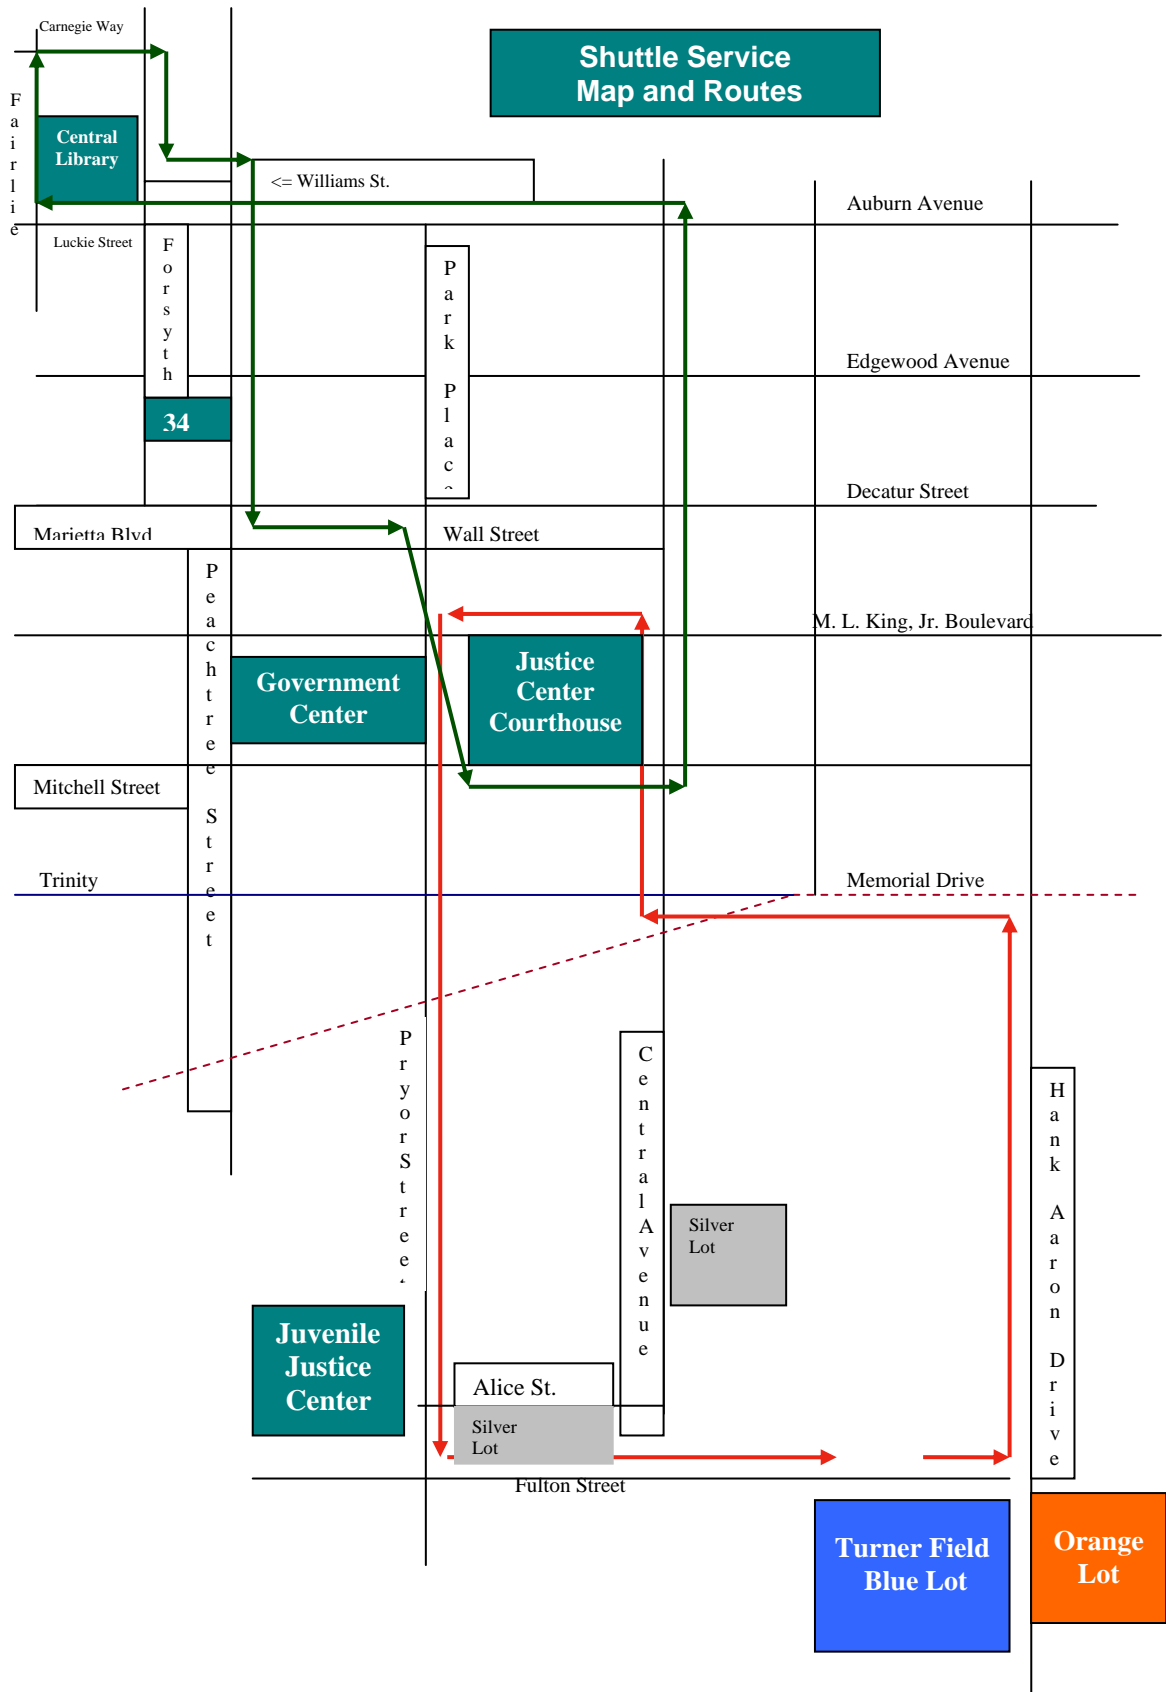 Carnegie Way
Shuttle Service
Map and Routes
Fairlie
Central
Library
<= Williams St.
Auburn Avenue
Luckie Street
Forsyth
Park Place
Edgewood Avenue
34
Decatur Street
Marietta Blvd
Wall Street
Peachtree Street
M. L. King, Jr. Boulevard
Government
Center
Justice
Center
Courthouse
Mitchell Street
Trinity
Memorial Drive
Pryor Street
Central Avenue
Hank Aaron Drive
Silver
Lot
Juvenile
Justice
Center
Alice St.
Silver
Lot
Fulton Street
Turner Field
Blue Lot
Orange
Lot